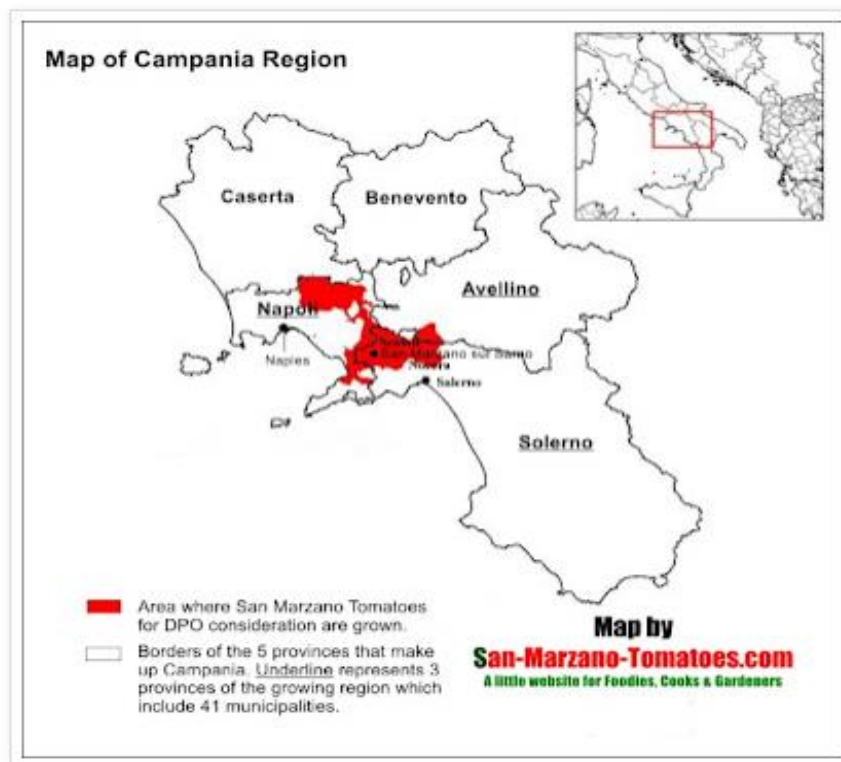 Map of Campania Region
Caserta
Benevento
Avellino
Napoli
Naples
San Marzano sul Sarno
Nocera
Salerno
Solerno
Area where San Marzano Tomatoes
for DPO consideration are grown.
Borders of the 5 provinces that make
up Campania. Underline represents 3
provinces of the growing region which
include 41 municipalities.
Map by
San-Marzano-Tomatoes.com
A little website for Foodies, Cooks & Gardeners